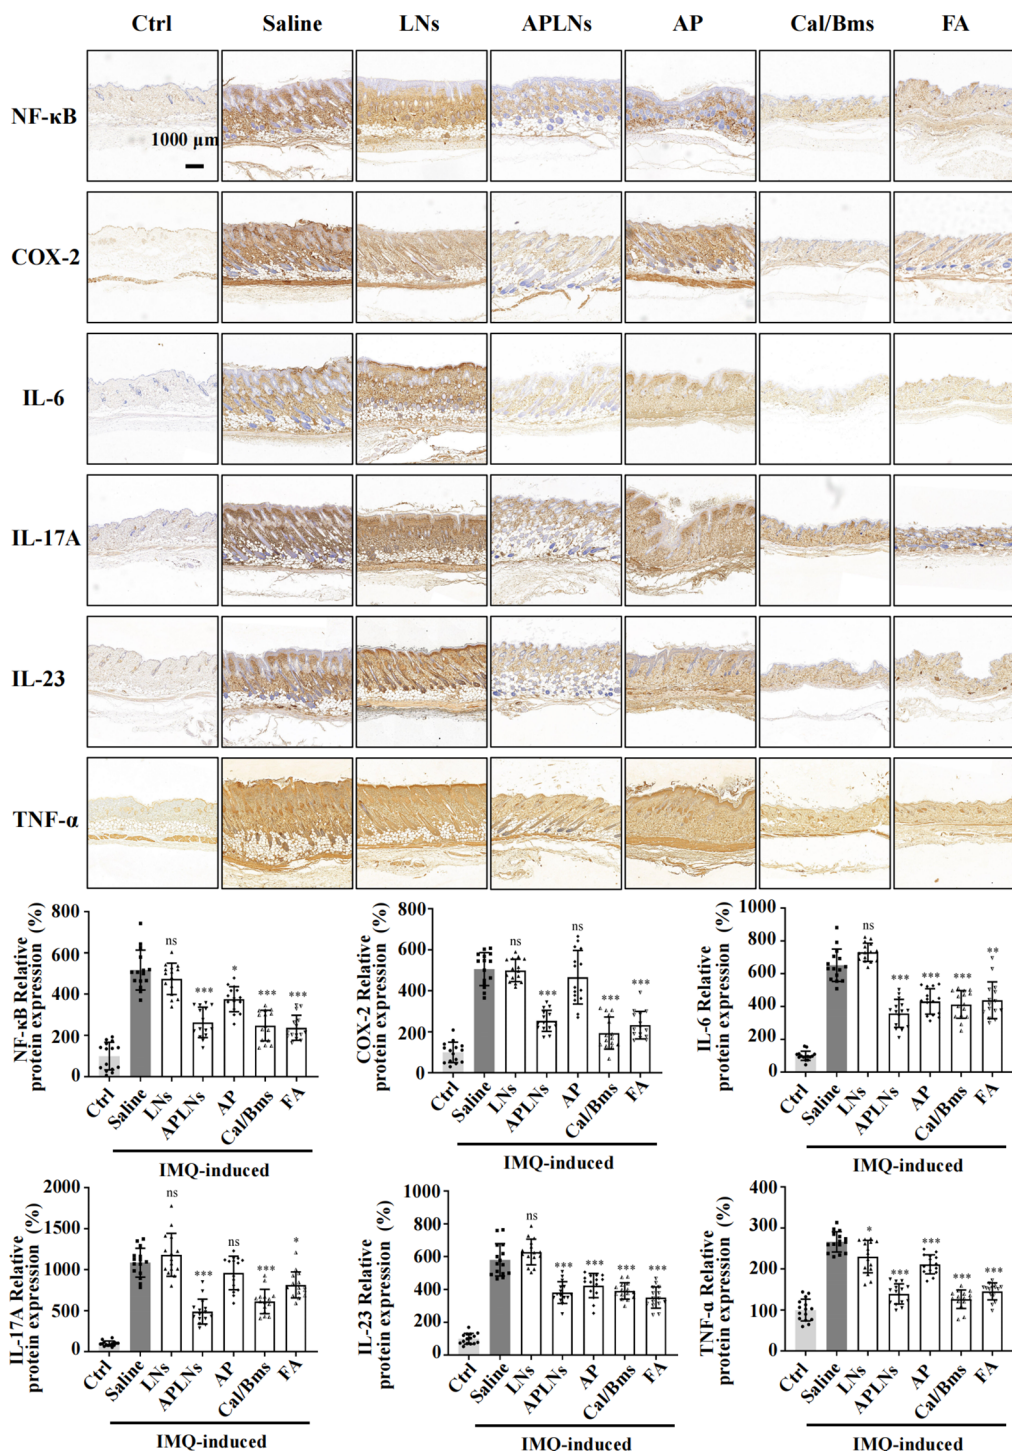 Ctrl Saline LNs APLNs AP Cal/Bms FA
NF-κB
1000 μm
COX-2
IL-6
IL-17A
IL-23
TNF-α
NF-κB Relative protein expression (%)
800
600
400
200
0
ns
***
*
***
***
Ctrl Saline LNs APLNs AP Cal/Bms FA
IMQ-induced
COX-2 Relative protein expression (%)
800
600
400
200
0
ns
***
ns
***
***
Ctrl Saline LNs APLNs AP Cal/Bms FA
IMQ-induced
IL-6 Relative protein expression (%)
1000
800
600
400
200
0
ns
***
***
***
**
Ctrl Saline LNs APLNs AP Cal/Bms FA
IMQ-induced
IL-17A Relative protein expression (%)
2000
1500
1000
500
0
ns
***
ns
***
*
Ctrl Saline LNs APLNs AP Cal/Bms FA
IMQ-induced
IL-23 Relative protein expression (%)
1000
800
600
400
200
0
ns
***
***
***
***
Ctrl Saline LNs APLNs AP Cal/Bms FA
IMQ-induced
TNF-α Relative protein expression (%)
400
300
200
100
0
*
***
***
***
***
Ctrl Saline LNs APLNs AP Cal/Bms FA
IMQ-induced